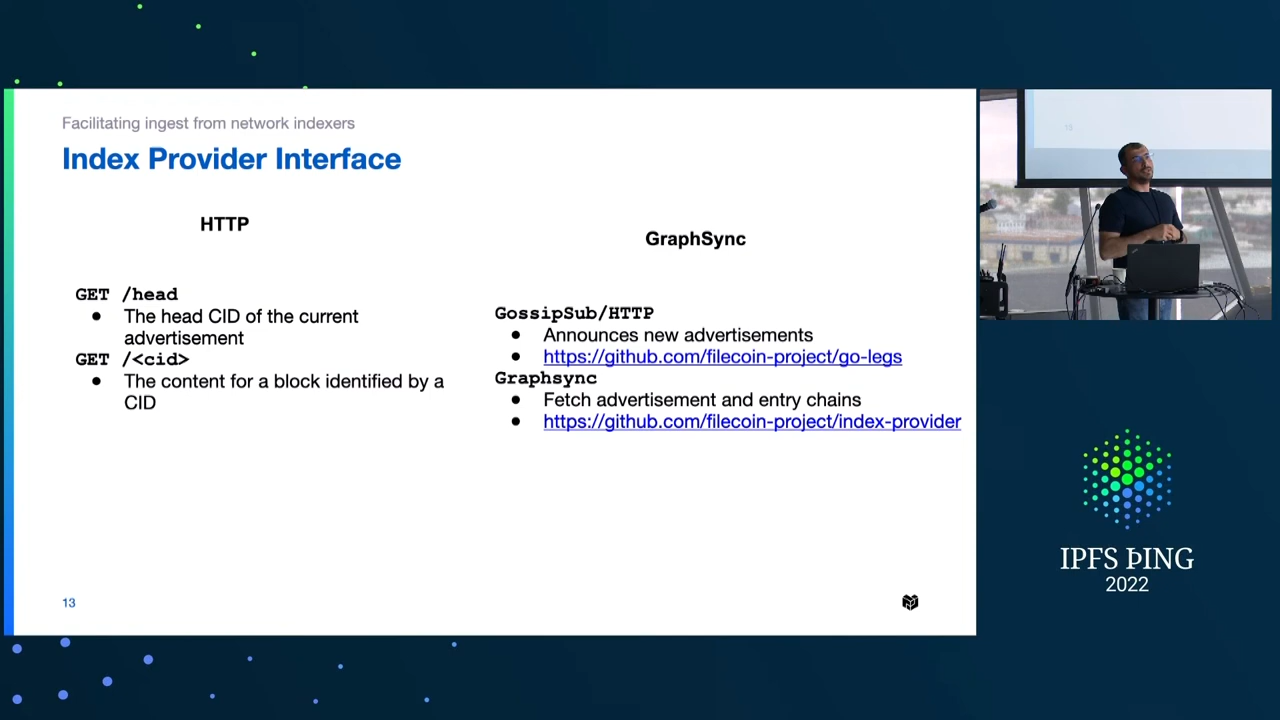 Facilitating ingest from network indexers
Index Provider Interface
HTTP
GET /head
● The head CID of the current
advertisement
GET /<cid>
● The content for a block identified by a
CID
GraphSync
GossipSub/HTTP
● Announces new advertisements
● https://github.com/filecoin-project/go-legs
Graphsync
● Fetch advertisement and entry chains
● https://github.com/filecoin-project/index-provider
13
IPFS ÞING
2022